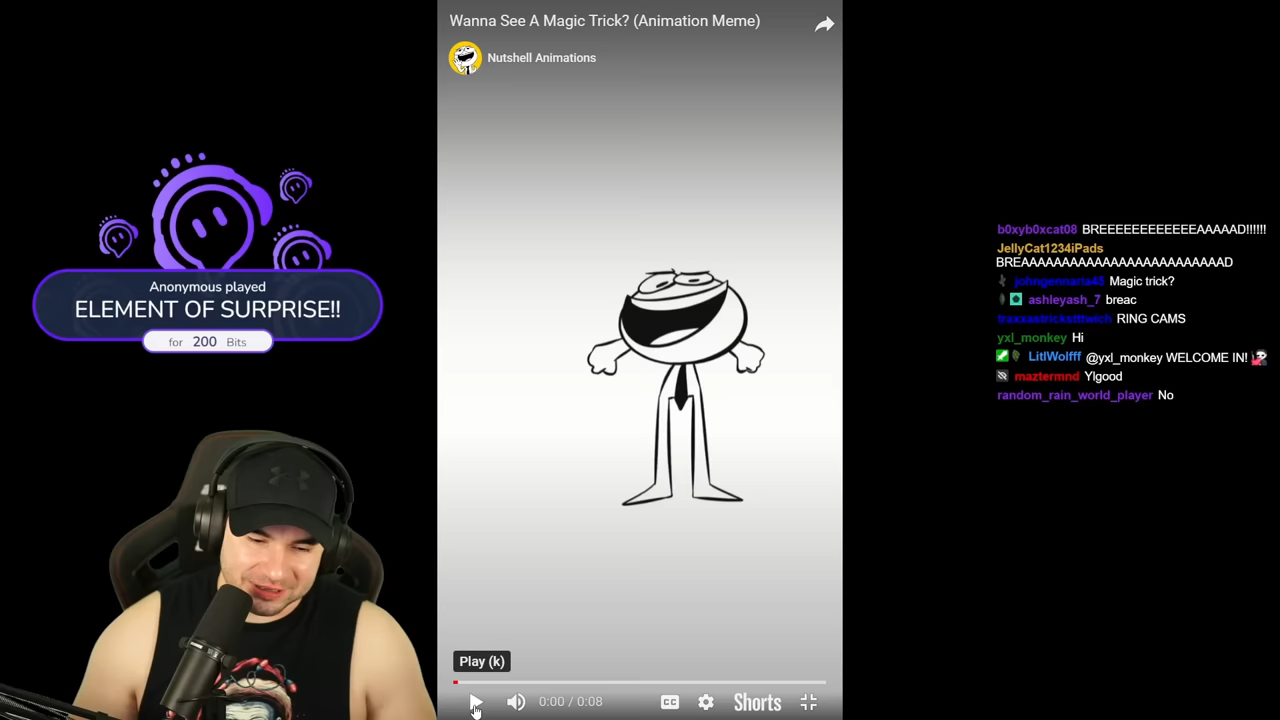 Wanna See A Magic Trick? (Animation Meme)
Nutshell Animations
Anonymous played
ELEMENT OF SURPRISE!!
for 200 Bits
b0xyb0xcat08 BREEEEEEEEEEEEAAAAAD!!!!!!
JellyCat1234iPads
BREAAAAAAAAAAAAAAAAAAAAAAAAAD
Magic trick?
ashleyash_7 breac
RING CAMS
yxl_monkey Hi
LitlWolfff @yxl_monkey WELCOME IN!
maztermnd Ylgood
random_rain_world_player No
Play (k)
0:00 / 0:08
CC
Shorts